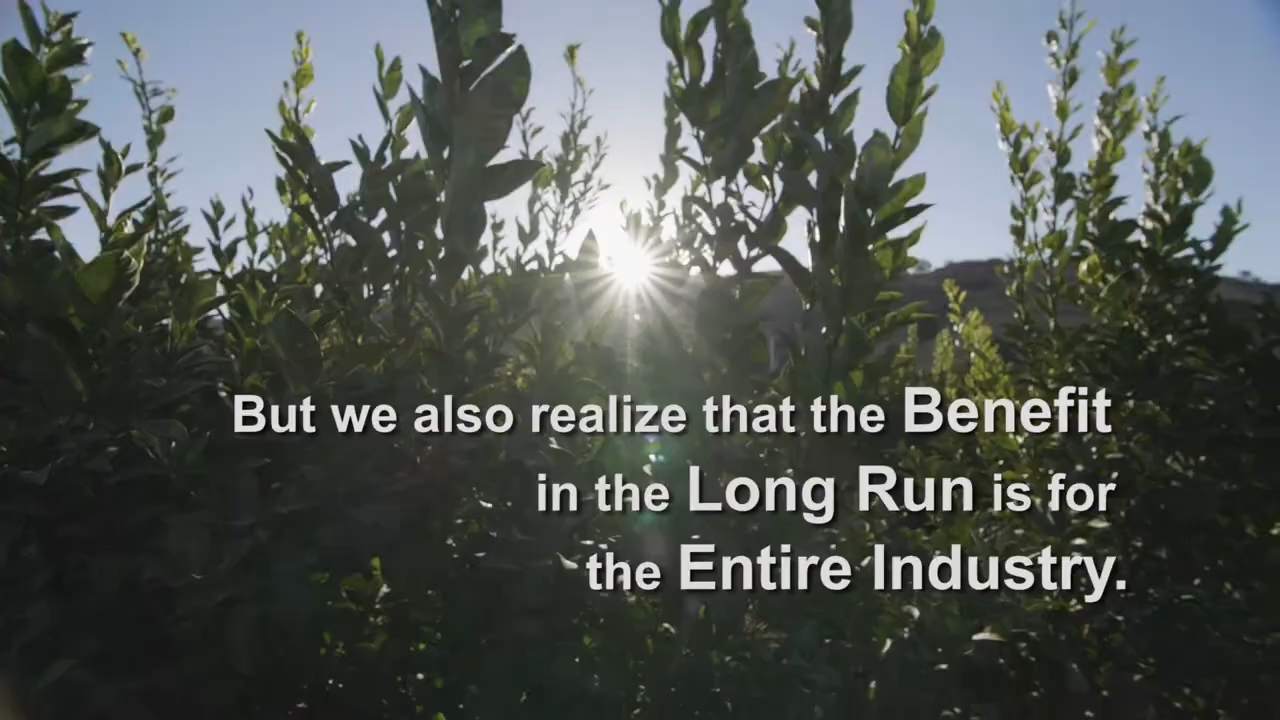 But we also realize that the Benefit
in the Long Run is for
the Entire Industry.